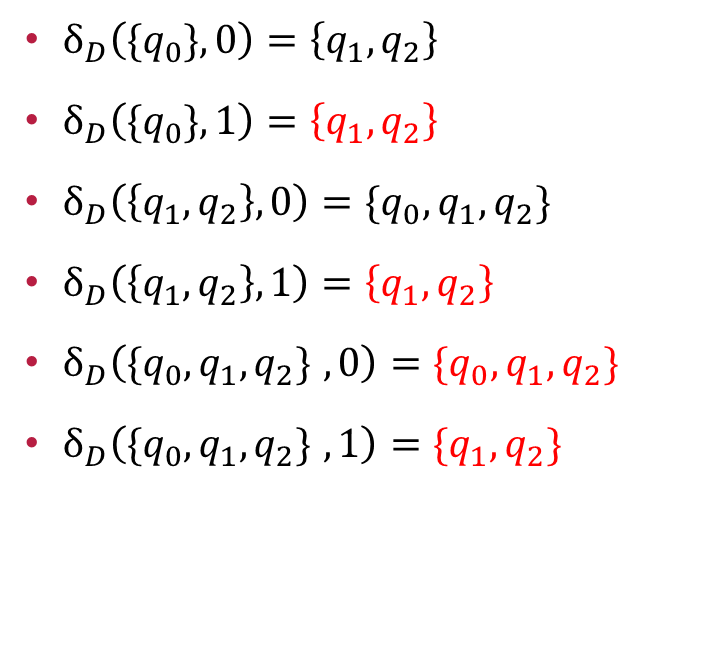 • δ_D({q_0}, 0) = {q_1, q_2}
• δ_D({q_0}, 1) = {q_1, q_2}
• δ_D({q_1, q_2}, 0) = {q_0, q_1, q_2}
• δ_D({q_1, q_2}, 1) = {q_1, q_2}
• δ_D({q_0, q_1, q_2} , 0) = {q_0, q_1, q_2}
• δ_D({q_0, q_1, q_2} , 1) = {q_1, q_2}